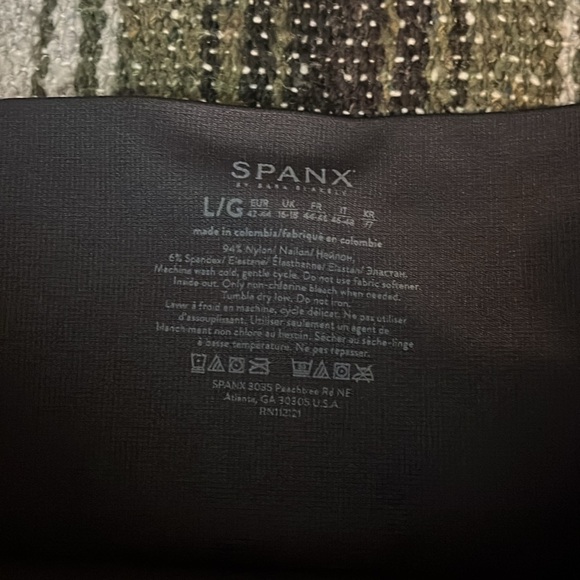 SPANX
BY SARA BLAKELY
L/G EUR 42-44 UK 16-18 FR 44-46 IT 46-48 KR 77
made in colombia/fabriqué en colombie
94% Nylon/ Nailon/ Нейлон,
6% Spandex/ Elastene/ Élasthanne/ Elastan/ Эластан.
Machine wash cold, gentle cycle. Do not use fabric softener.
Inside out. Only non-chlorine bleach when needed.
Tumble dry low. Do not iron.
Laver à froid en machine, cycle délicat. Ne pas utiliser
d'assouplissant. Utiliser seulement un agent de
blanchiment non chloré au besoin. Sécher au sèche-linge
à basse température. Ne pas repasser.
SPANX 3035 Peachtree Rd NE
Atlanta, GA 30305 U.S.A.
RN112121